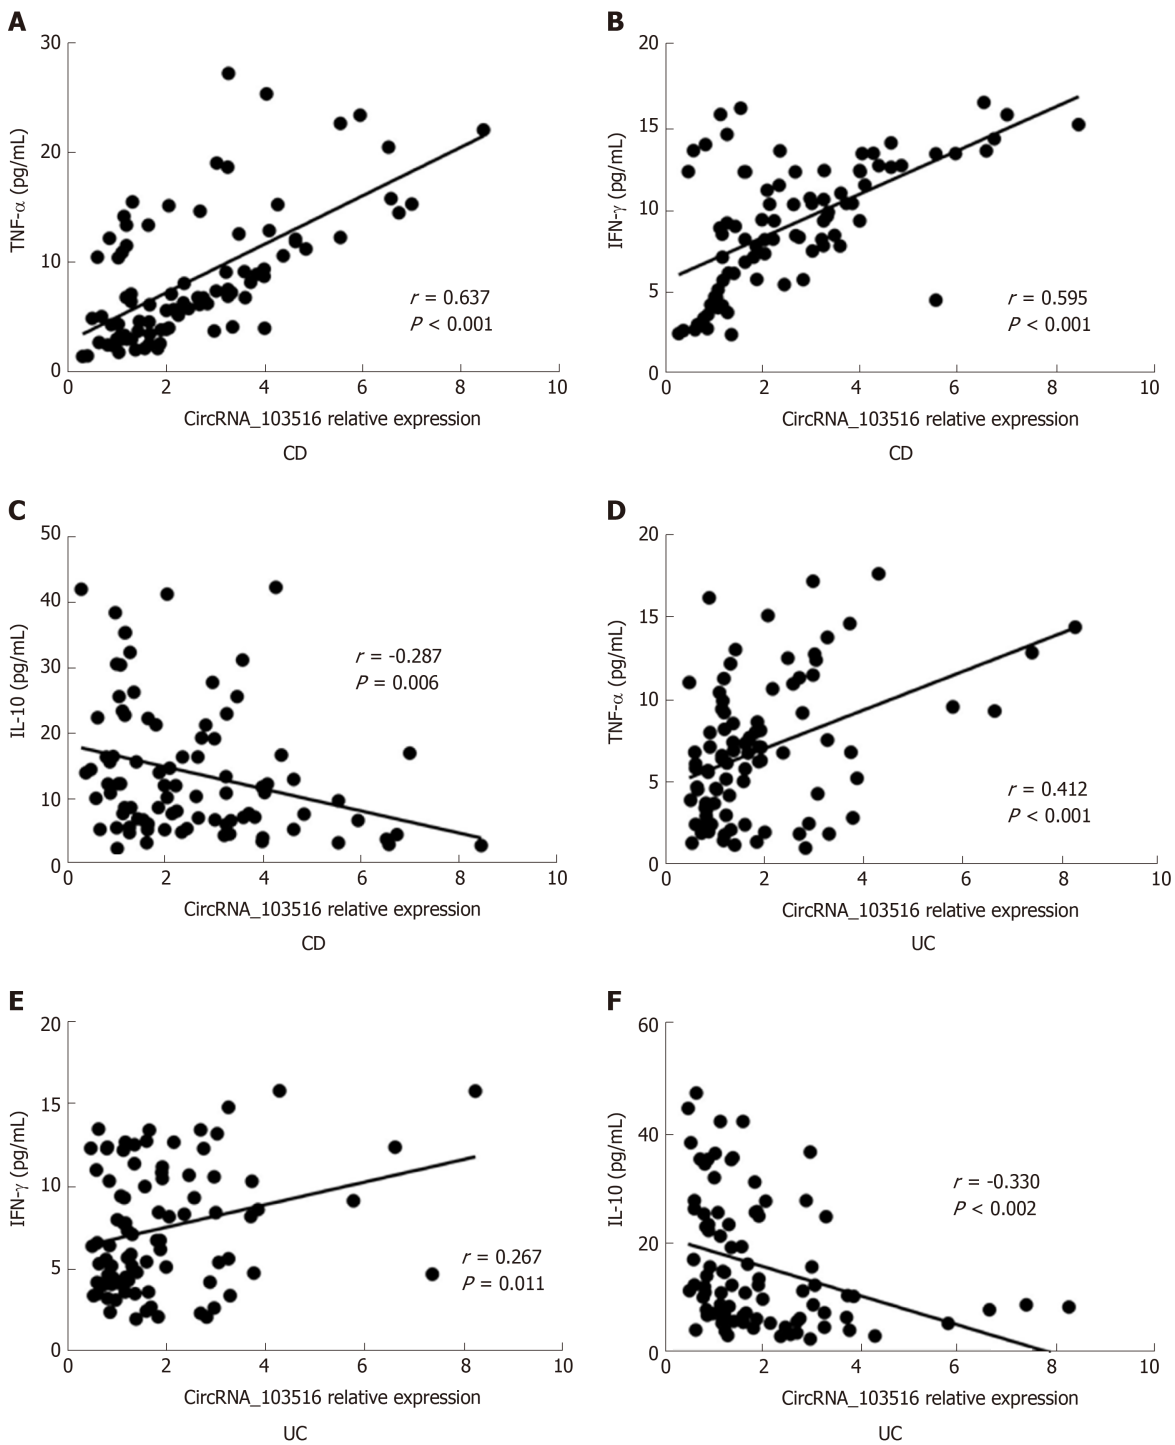 A
30
20
10
0
TNF-α (pg/mL)
r = 0.637
P < 0.001
0 2 4 6 8 10
CircRNA_103516 relative expression
CD
B
20
15
10
5
0
IFN-γ (pg/mL)
r = 0.595
P < 0.001
0 2 4 6 8 10
CircRNA_103516 relative expression
CD
C
50
40
30
20
10
0
IL-10 (pg/mL)
r = -0.287
P = 0.006
0 2 4 6 8 10
CircRNA_103516 relative expression
CD
D
20
15
10
5
0
TNF-α (pg/mL)
r = 0.412
P < 0.001
0 2 4 6 8 10
CircRNA_103516 relative expression
UC
E
20
15
10
5
0
IFN-γ (pg/mL)
r = 0.267
P = 0.011
0 2 4 6 8 10
CircRNA_103516 relative expression
UC
F
60
40
20
0
IL-10 (pg/mL)
r = -0.330
P < 0.002
0 2 4 6 8 10
CircRNA_103516 relative expression
UC